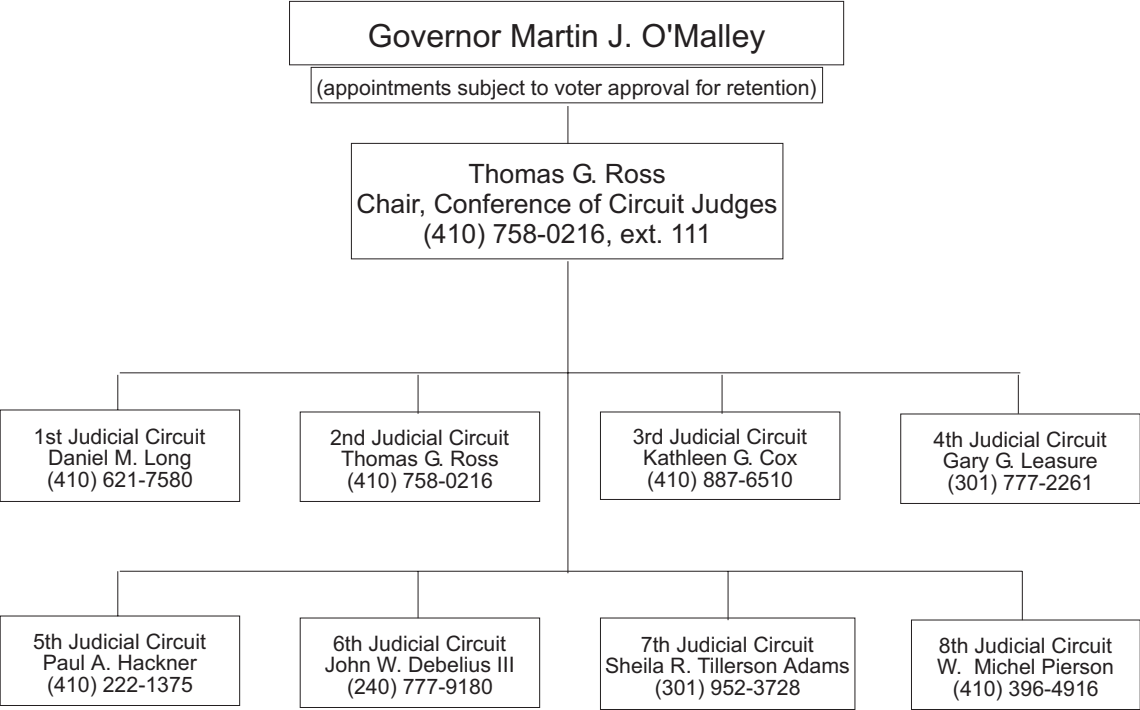 Governor Martin J. O'Malley
(appointments subject to voter approval for retention)
Thomas G. Ross
Chair, Conference of Circuit Judges
(410) 758-0216, ext. 111
1st Judicial Circuit
Daniel M. Long
(410) 621-7580
2nd Judicial Circuit
Thomas G. Ross
(410) 758-0216
3rd Judicial Circuit
Kathleen G. Cox
(410) 887-6510
4th Judicial Circuit
Gary G. Leasure
(301) 777-2261
5th Judicial Circuit
Paul A. Hackner
(410) 222-1375
6th Judicial Circuit
John W. Debelius III
(240) 777-9180
7th Judicial Circuit
Sheila R. Tillerson Adams
(301) 952-3728
8th Judicial Circuit
W.  Michel Pierson
(410) 396-4916